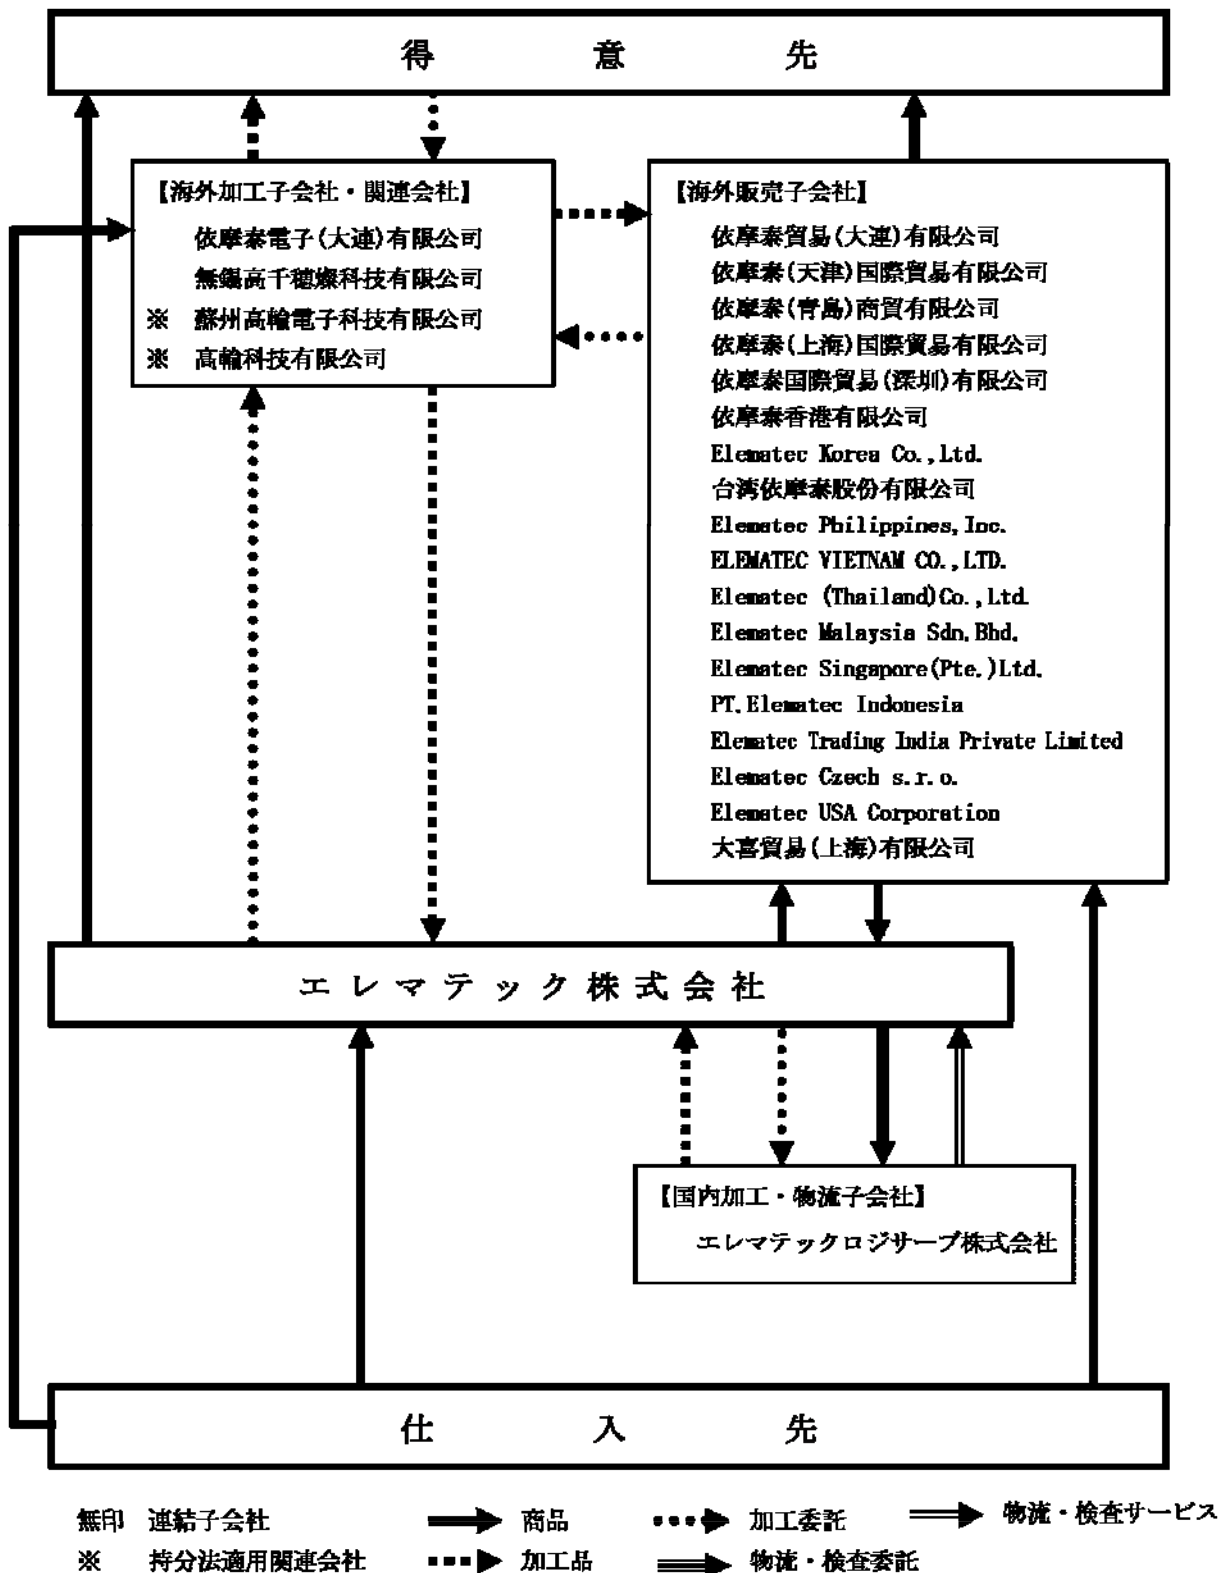 得意先
【海外加工子会社・関連会社】
依摩泰電子(大連)有限公司
無錫高千穂燦科技有限公司
※ 蘇州高輪電子科技有限公司
※ 高輪科技有限公司
【海外販売子会社】
依摩泰貿易(大連)有限公司
依摩泰(天津)国際貿易有限公司
依摩泰(青島)商貿有限公司
依摩泰(上海)国際貿易有限公司
依摩泰国際貿易(深圳)有限公司
依摩泰香港有限公司
Elematec Korea Co.,Ltd.
台湾依摩泰股份有限公司
Elematec Philippines,Inc.
ELEMATEC VIETNAM CO.,LTD.
Elematec (Thailand)Co.,Ltd.
Elematec Malaysia Sdn.Bhd.
Elematec Singapore(Pte.)Ltd.
PT.Elematec Indonesia
Elematec Trading India Private Limited
Elematec Czech s.r.o.
Elematec USA Corporation
大喜貿易(上海)有限公司
エレマテック株式会社
【国内加工・物流子会社】
エレマテックロジサーブ株式会社
仕入先
無印 連結子会社 商品 加工委託 物流・検査サービス
※ 持分法適用関連会社 加工品 物流・検査委託